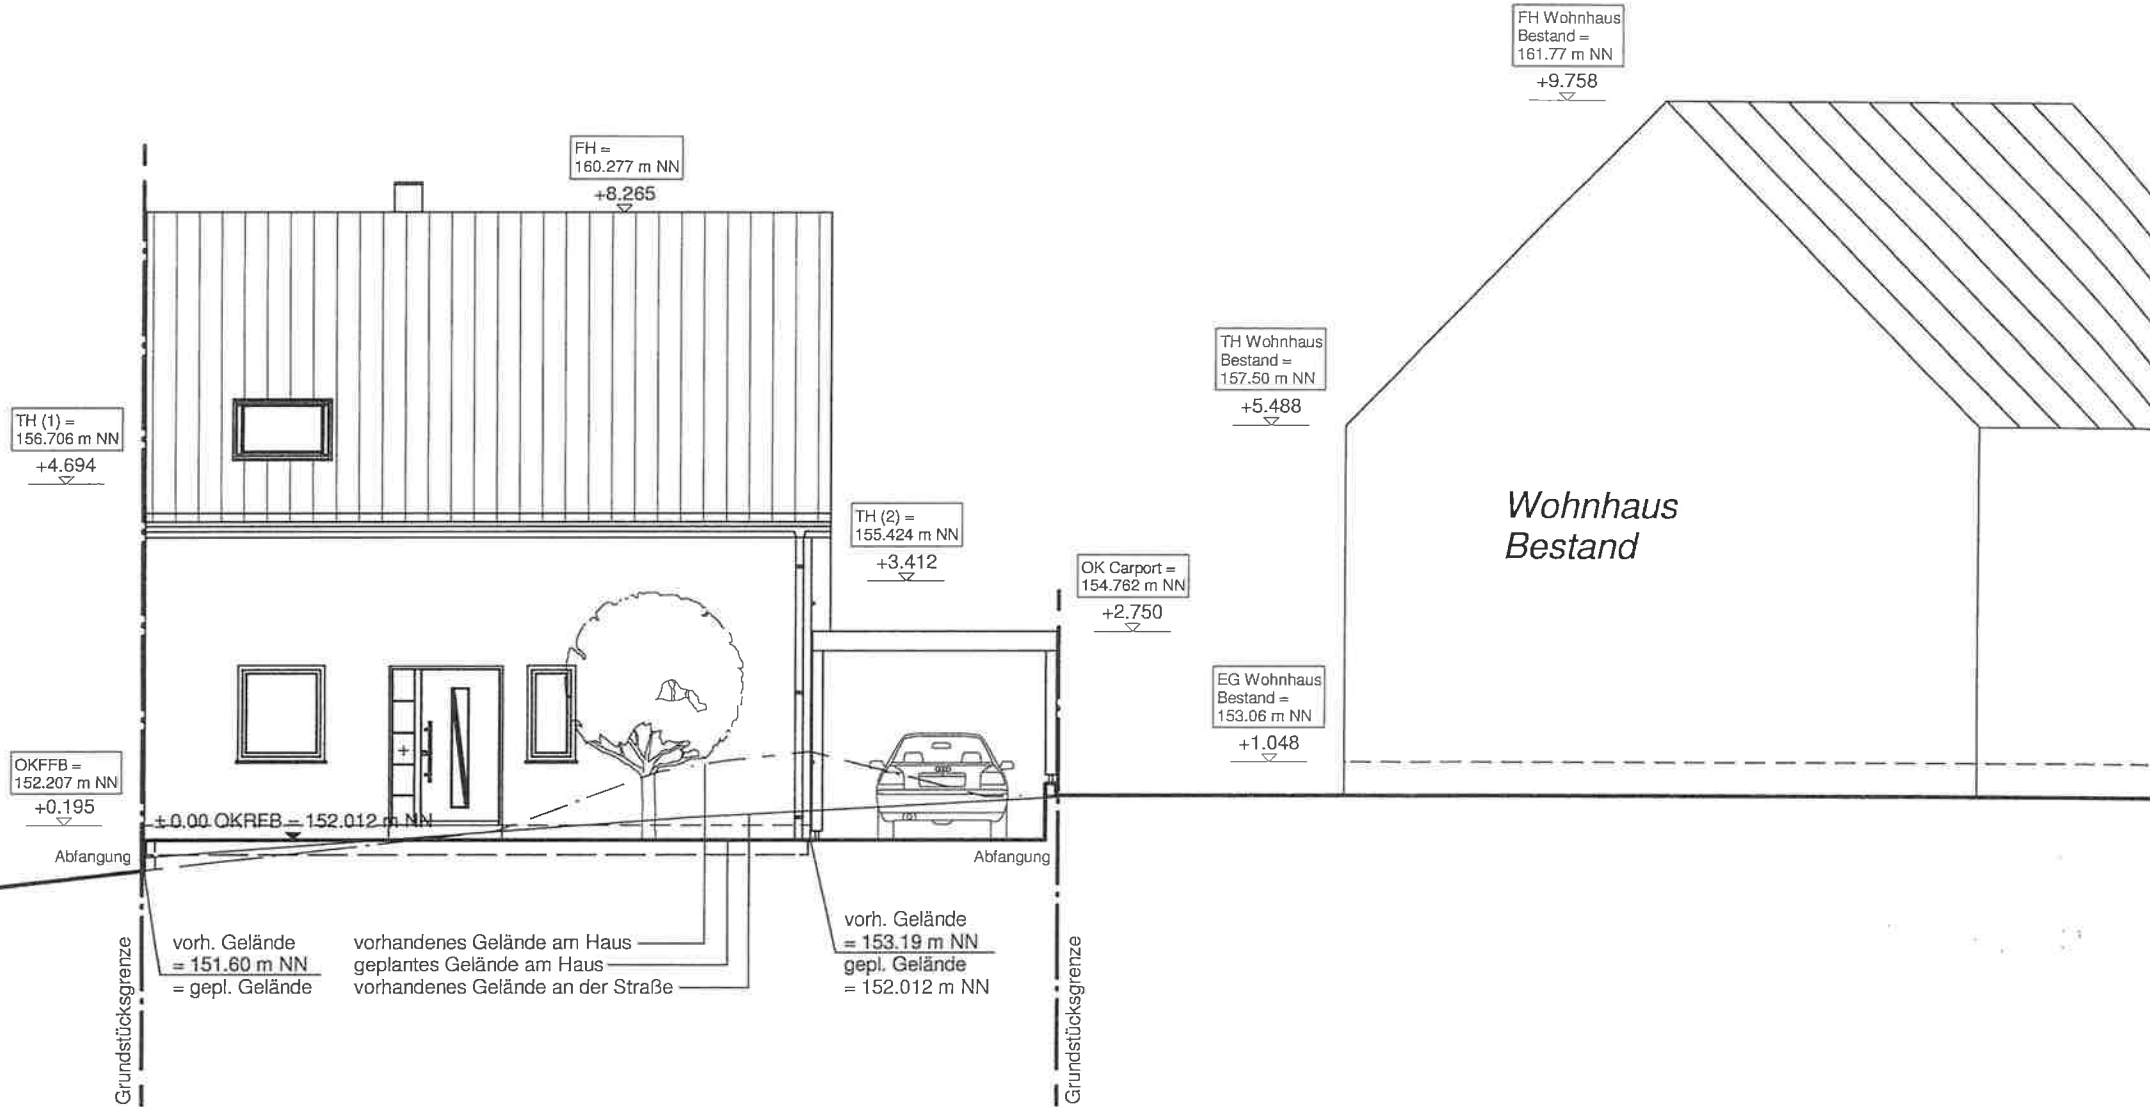 FH Wohnhaus
Bestand =
161.77 m NN
+9.758
FH =
160.277 m NN
+8.265
TH Wohnhaus
Bestand =
157.50 m NN
+5.488
TH (1) =
156.706 m NN
+4.694
Wohnhaus
Bestand
TH (2) =
155.424 m NN
+3.412
OK Carport =
154.762 m NN
+2.750
EG Wohnhaus
Bestand =
153.06 m NN
+1.048
OKFFB =
152.207 m NN
+0.195
±0,00 OKRFB = 152.012 m NN
Abfangung
Abfangung
vorh. Gelände
= 151.60 m NN
= gepl. Gelände
vorhandenes Gelände am Haus
geplantes Gelände am Haus
vorhandenes Gelände an der Straße
vorh. Gelände
= 153.19 m NN
gepl. Gelände
= 152.012 m NN
Grundstücksgrenze
Grundstücksgrenze